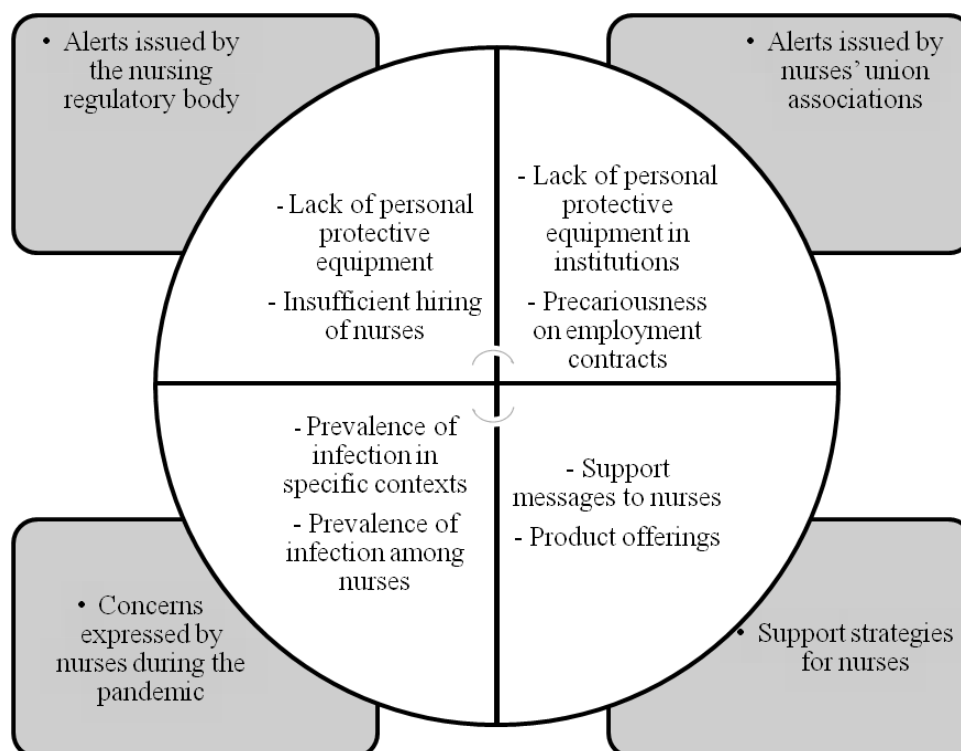 • Alerts issued by
the nursing
regulatory body
• Alerts issued by
nurses’ union
associations
- Lack of personal
protective
equipment
- Insufficient hiring
of nurses
- Lack of personal
protective
equipment in
institutions
- Precariousness
on employment
contracts
- Prevalence of
infection in
specific contexts
- Prevalence of
infection among
nurses
- Support
messages to nurses
- Product offerings
• Concerns
expressed by
nurses during the
pandemic
• Support strategies
for nurses